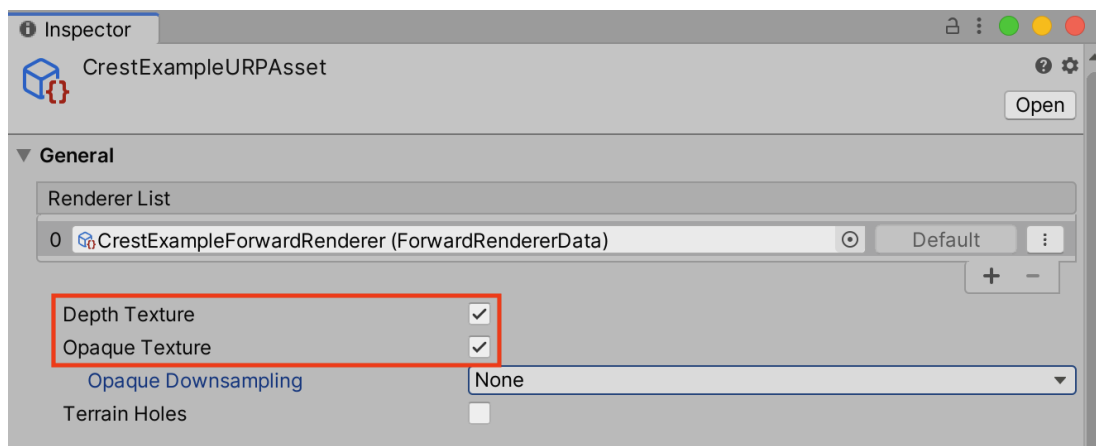 Inspector
CrestExampleURPAsset
Open
General
Renderer List
0 CrestExampleForwardRenderer (ForwardRendererData) Default
Depth Texture
Opaque Texture
Opaque Downsampling None
Terrain Holes